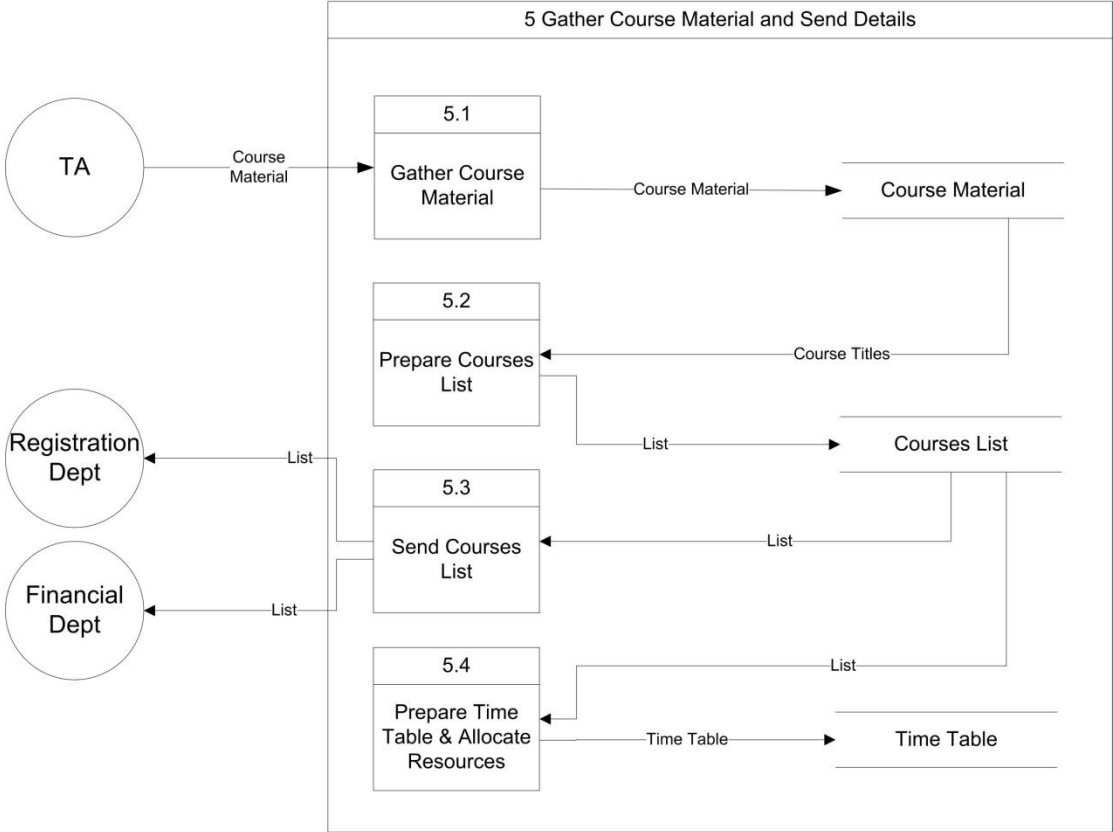 5 Gather Course Material and Send Details
5.1
TA
Course
Material
Gather Course
Material
Course Material
Course Material
5.2
Prepare Courses
List
Course Titles
Registration
Dept
List
List
Courses List
5.3
Send Courses
List
List
Financial
Dept
List
5.4
List
Prepare Time
Table & Allocate
Resources
Time Table
Time Table